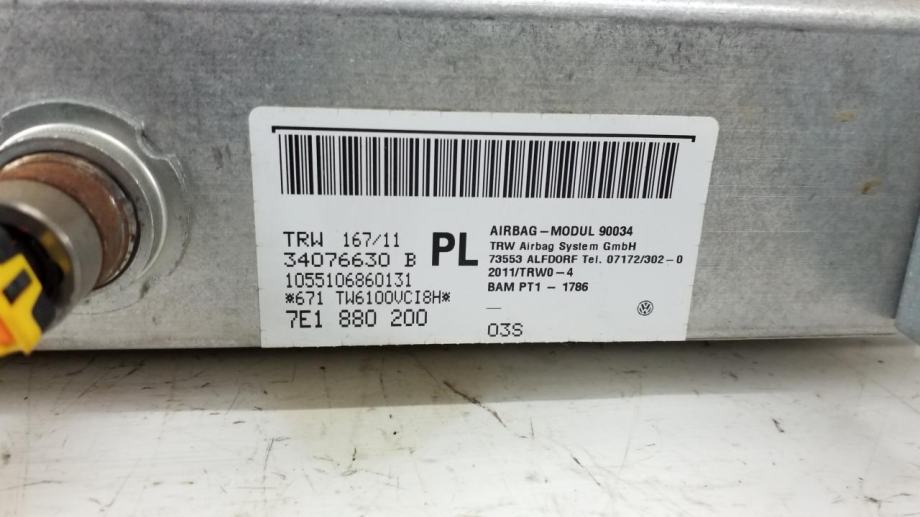 TRW 167/11
34076630 B
1055106860131
*671 TW6100VCI8H*
7E1 880 200
PL
AIRBAG-MODUL 90034
TRW Airbag System GmbH
73553 ALFDORF Tel. 07172/302-0
2011/TRW0-4
BAM PT1 - 1786
—
03S